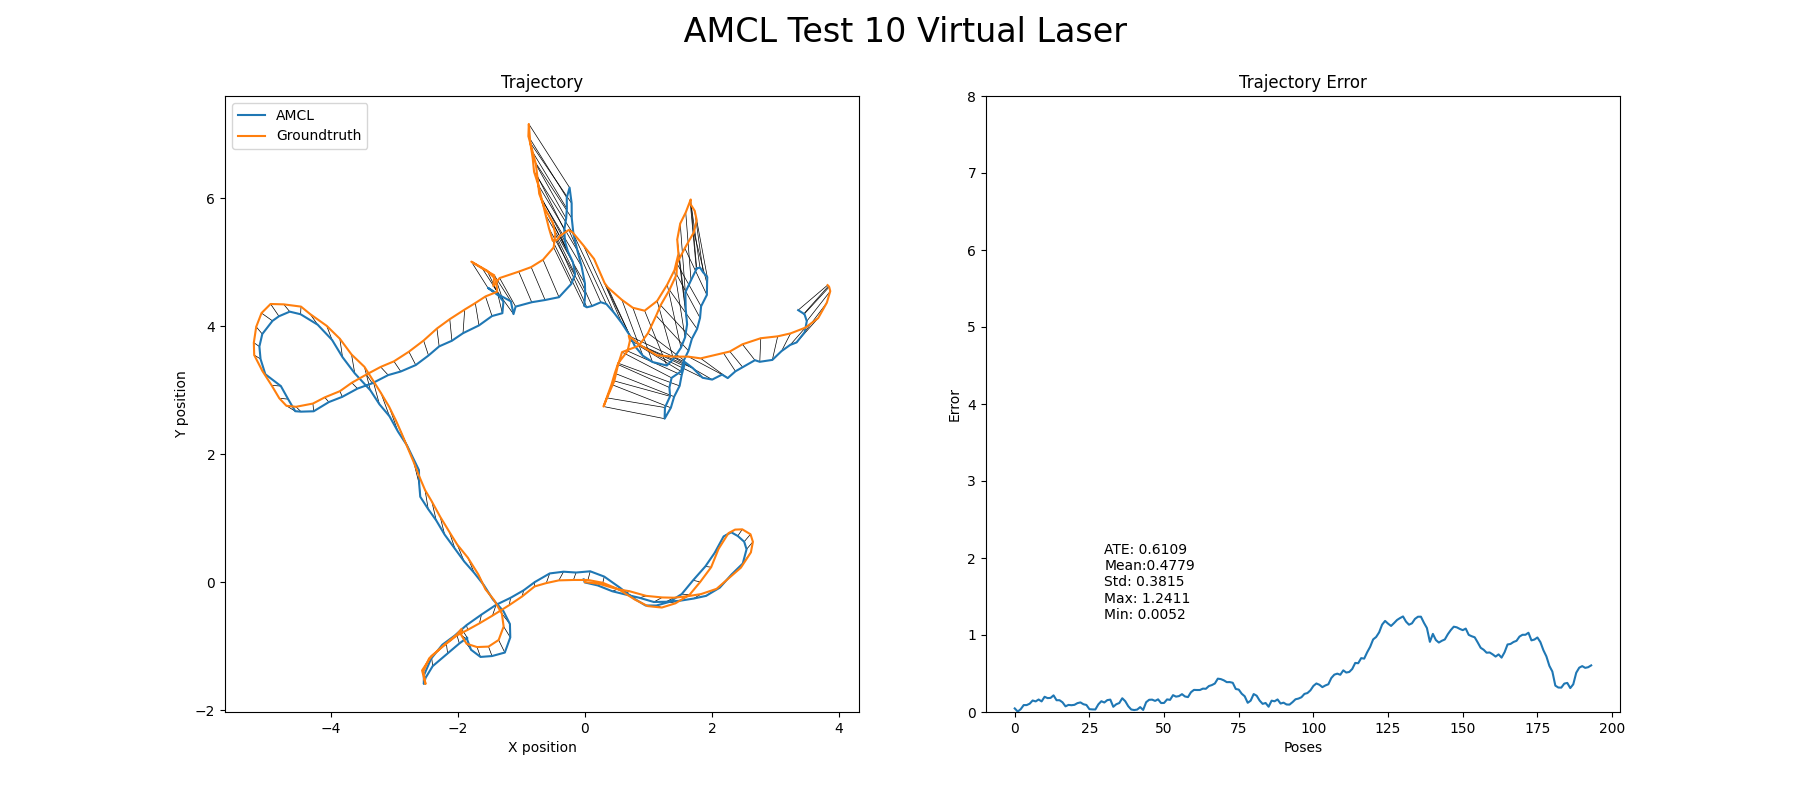 AMCL Test 10 Virtual Laser
Trajectory
AMCL
Groundtruth
Y position
6
4
2
0
−2
−4
−2
0
2
4
X position
Trajectory Error
Error
8
7
6
5
4
3
2
1
0
ATE: 0.6109
Mean:0.4779
Std: 0.3815
Max: 1.2411
Min: 0.0052
0
25
50
75
100
125
150
175
200
Poses